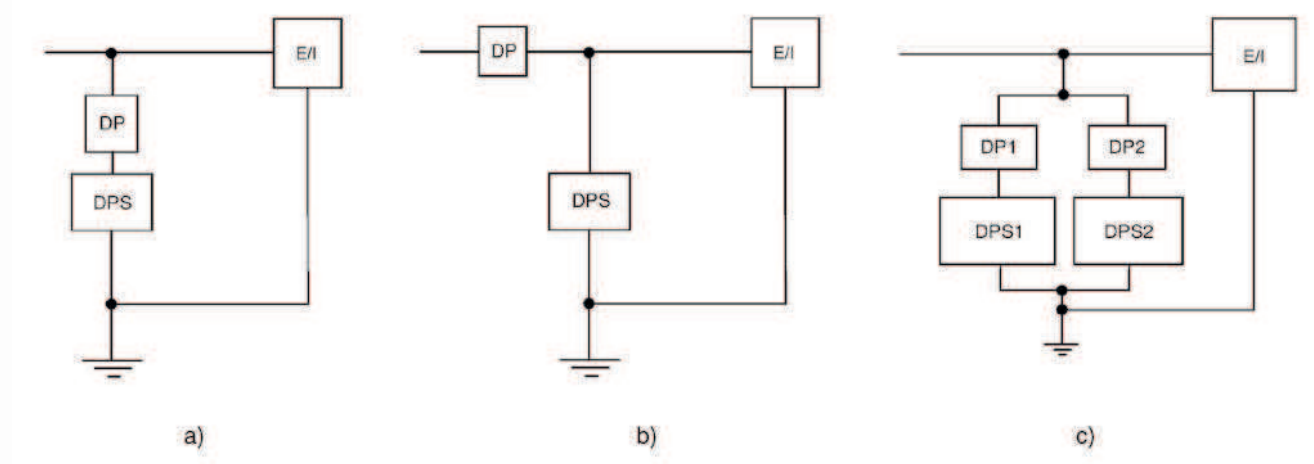 E/I
DP
DPS
a)
DP
E/I
DPS
b)
E/I
DP1 DP2
DPS1 DPS2
c)